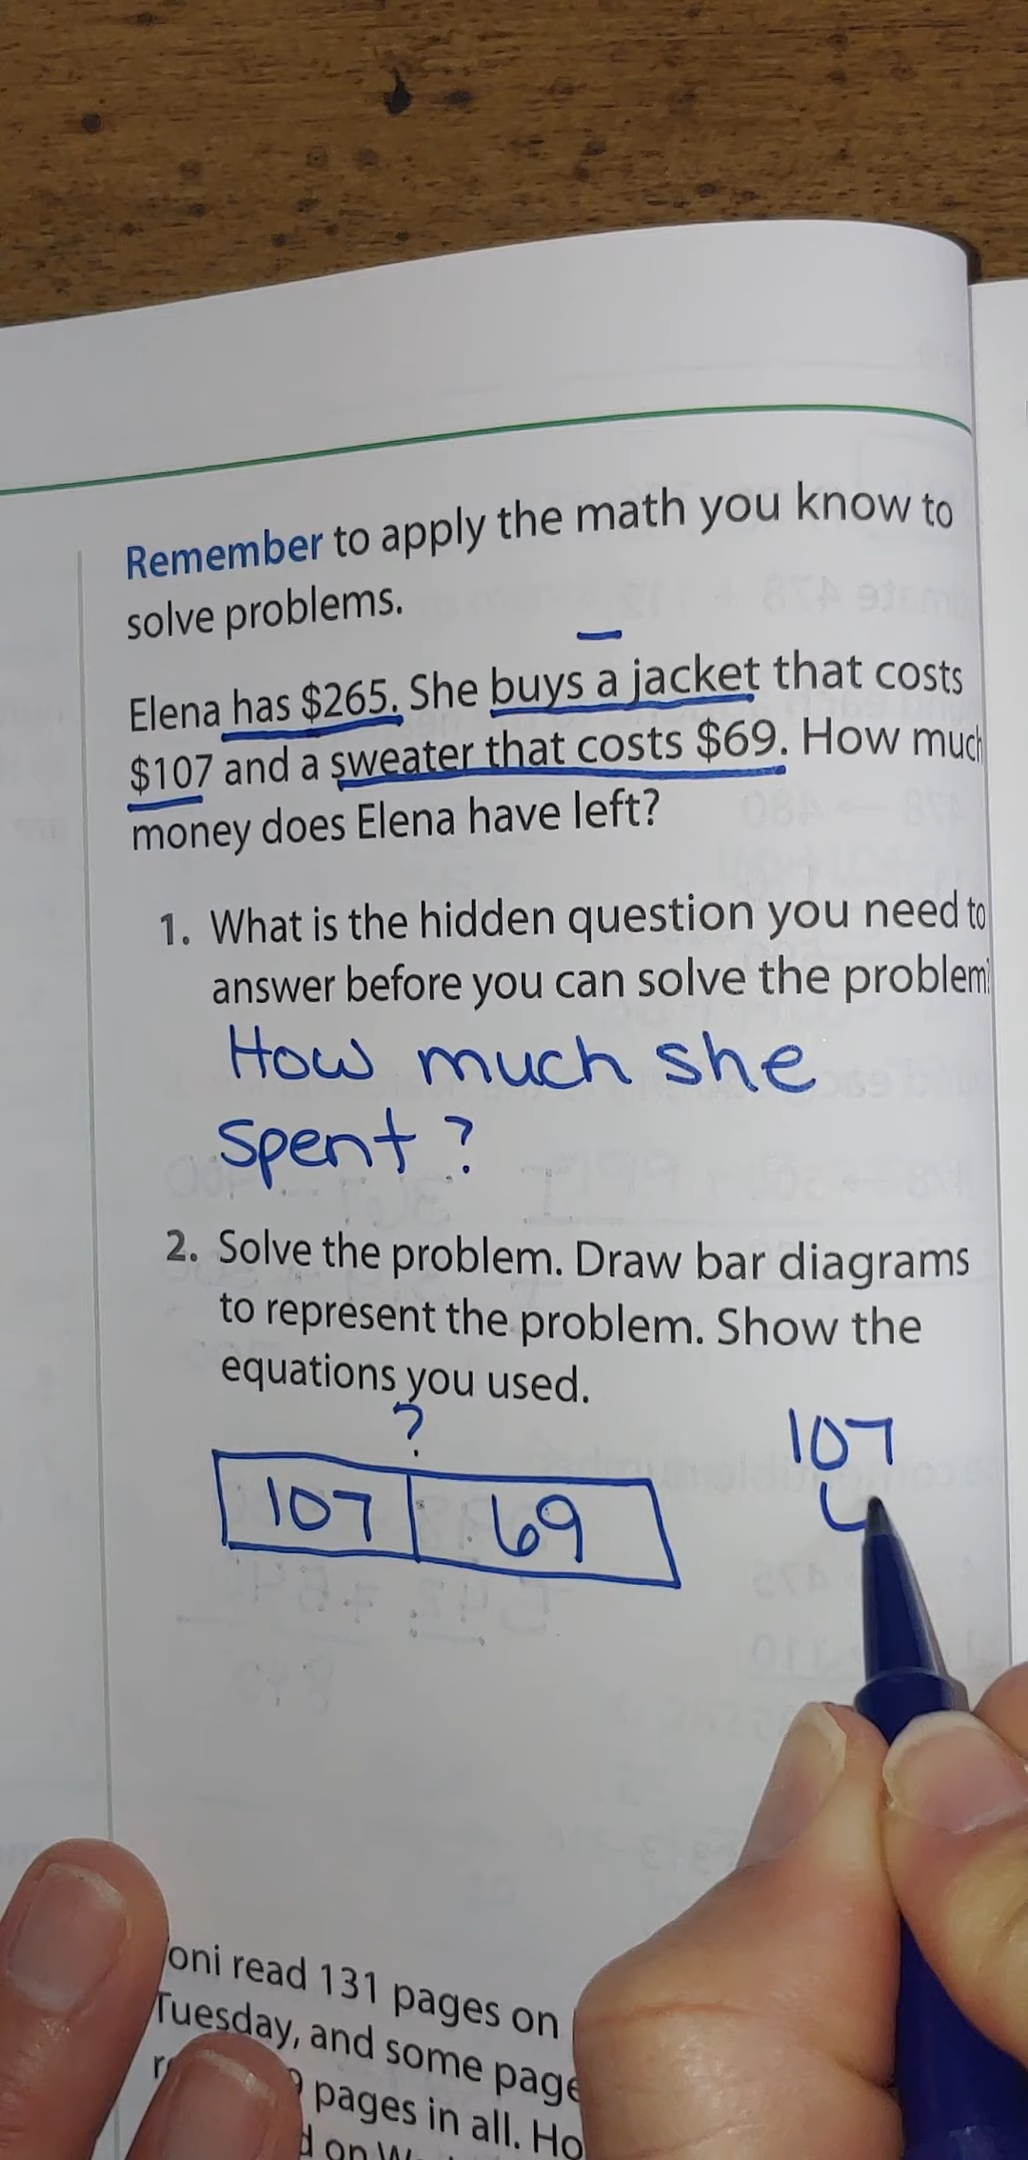 Remember to apply the math you know to
solve problems.
Elena has $265. She buys a jacket that costs
$107 and a sweater that costs $69. How much
money does Elena have left?
1. What is the hidden question you need to
answer before you can solve the problem?
How much she
spent?
2. Solve the problem. Draw bar diagrams
to represent the problem. Show the
equations you used.
?
107 69
107
oni read 131 pages on
Tuesday, and some page
pages in all. Ho
d on W